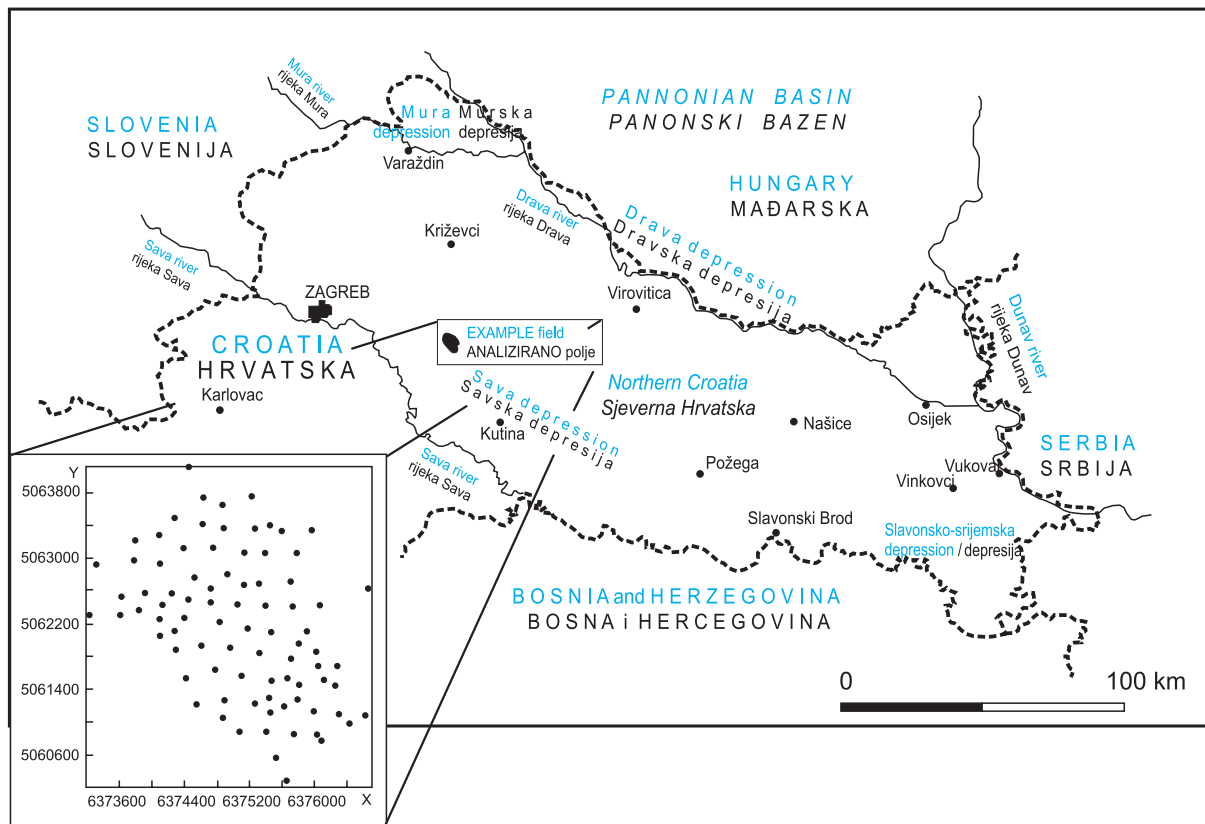 Mura river
rijeka Mura
SLOVENIA
SLOVENIJA
Mura Murska
depression depresija
Varaždin
PANNONIAN BASIN
PANONSKI BAZEN
HUNGARY
MAĐARSKA
Drava river
rijeka Drava
Drava depression
Dravska depresija
Križevci
Sava river
rijeka Sava
ZAGREB
Virovitica
Dunav river
rijeka Dunav
EXAMPLE field
ANALIZIRANO polje
CROATIA
HRVATSKA
Karlovac
Northern Croatia
Sjeverna Hrvatska
Sava depression
Savska depresija
Kutina
Našice
Osijek
SERBIA
SRBIJA
Sava river
rijeka Sava
Požega
Vukovar
Vinkovci
Slavonski Brod
Slavonsko-srijemska
depression / depresija
BOSNIA and HERZEGOVINA
BOSNA i HERCEGOVINA
0 100 km
Y
5063800
5063000
5062200
5061400
5060600
6373600 6374400 6375200 6376000 X